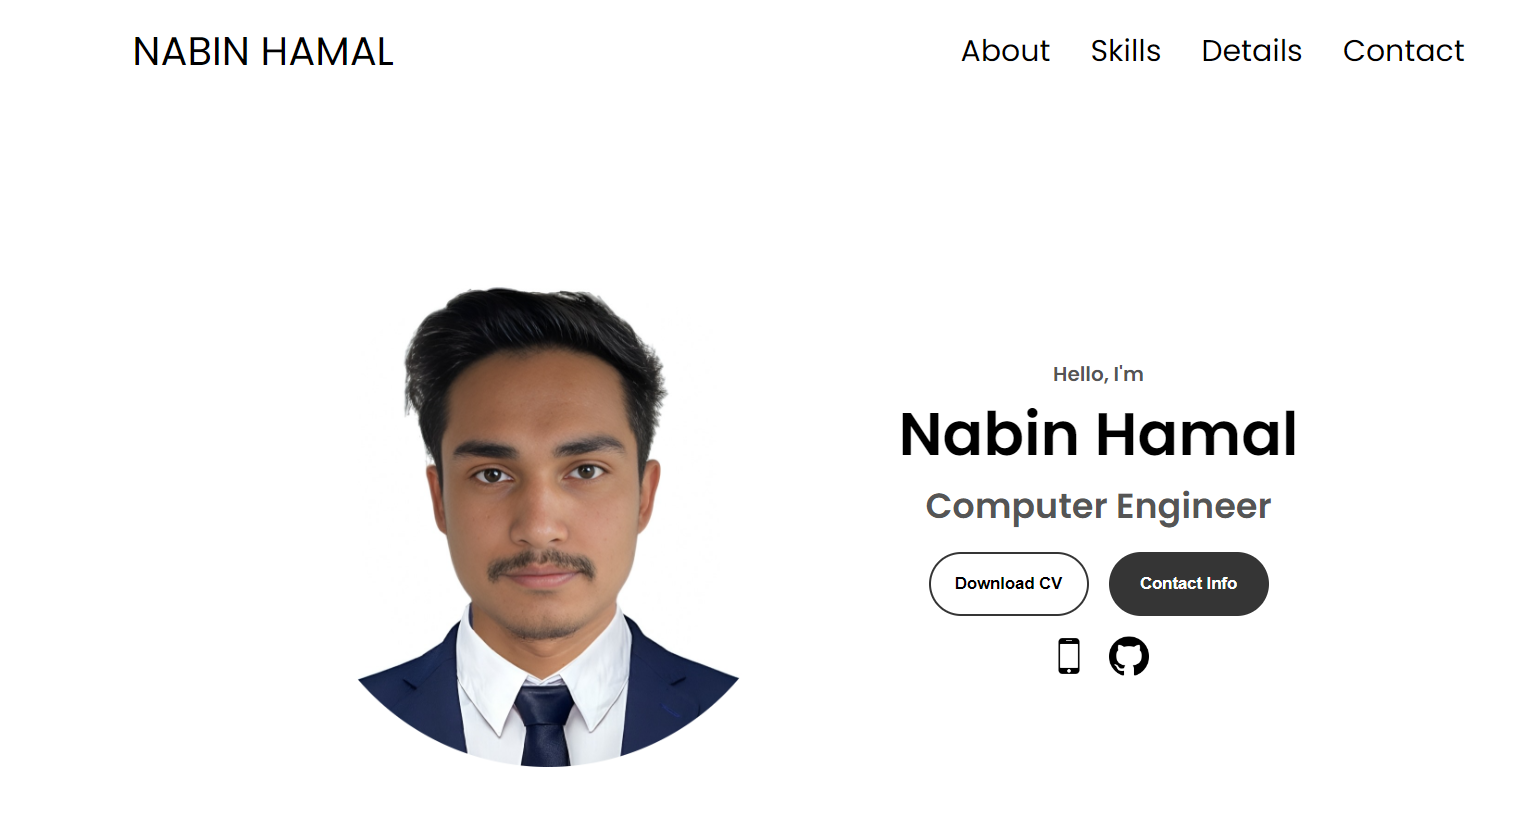 NABIN HAMAL
About Skills Details Contact
Hello, I'm
Nabin Hamal
Computer Engineer
Download CV
Contact Info